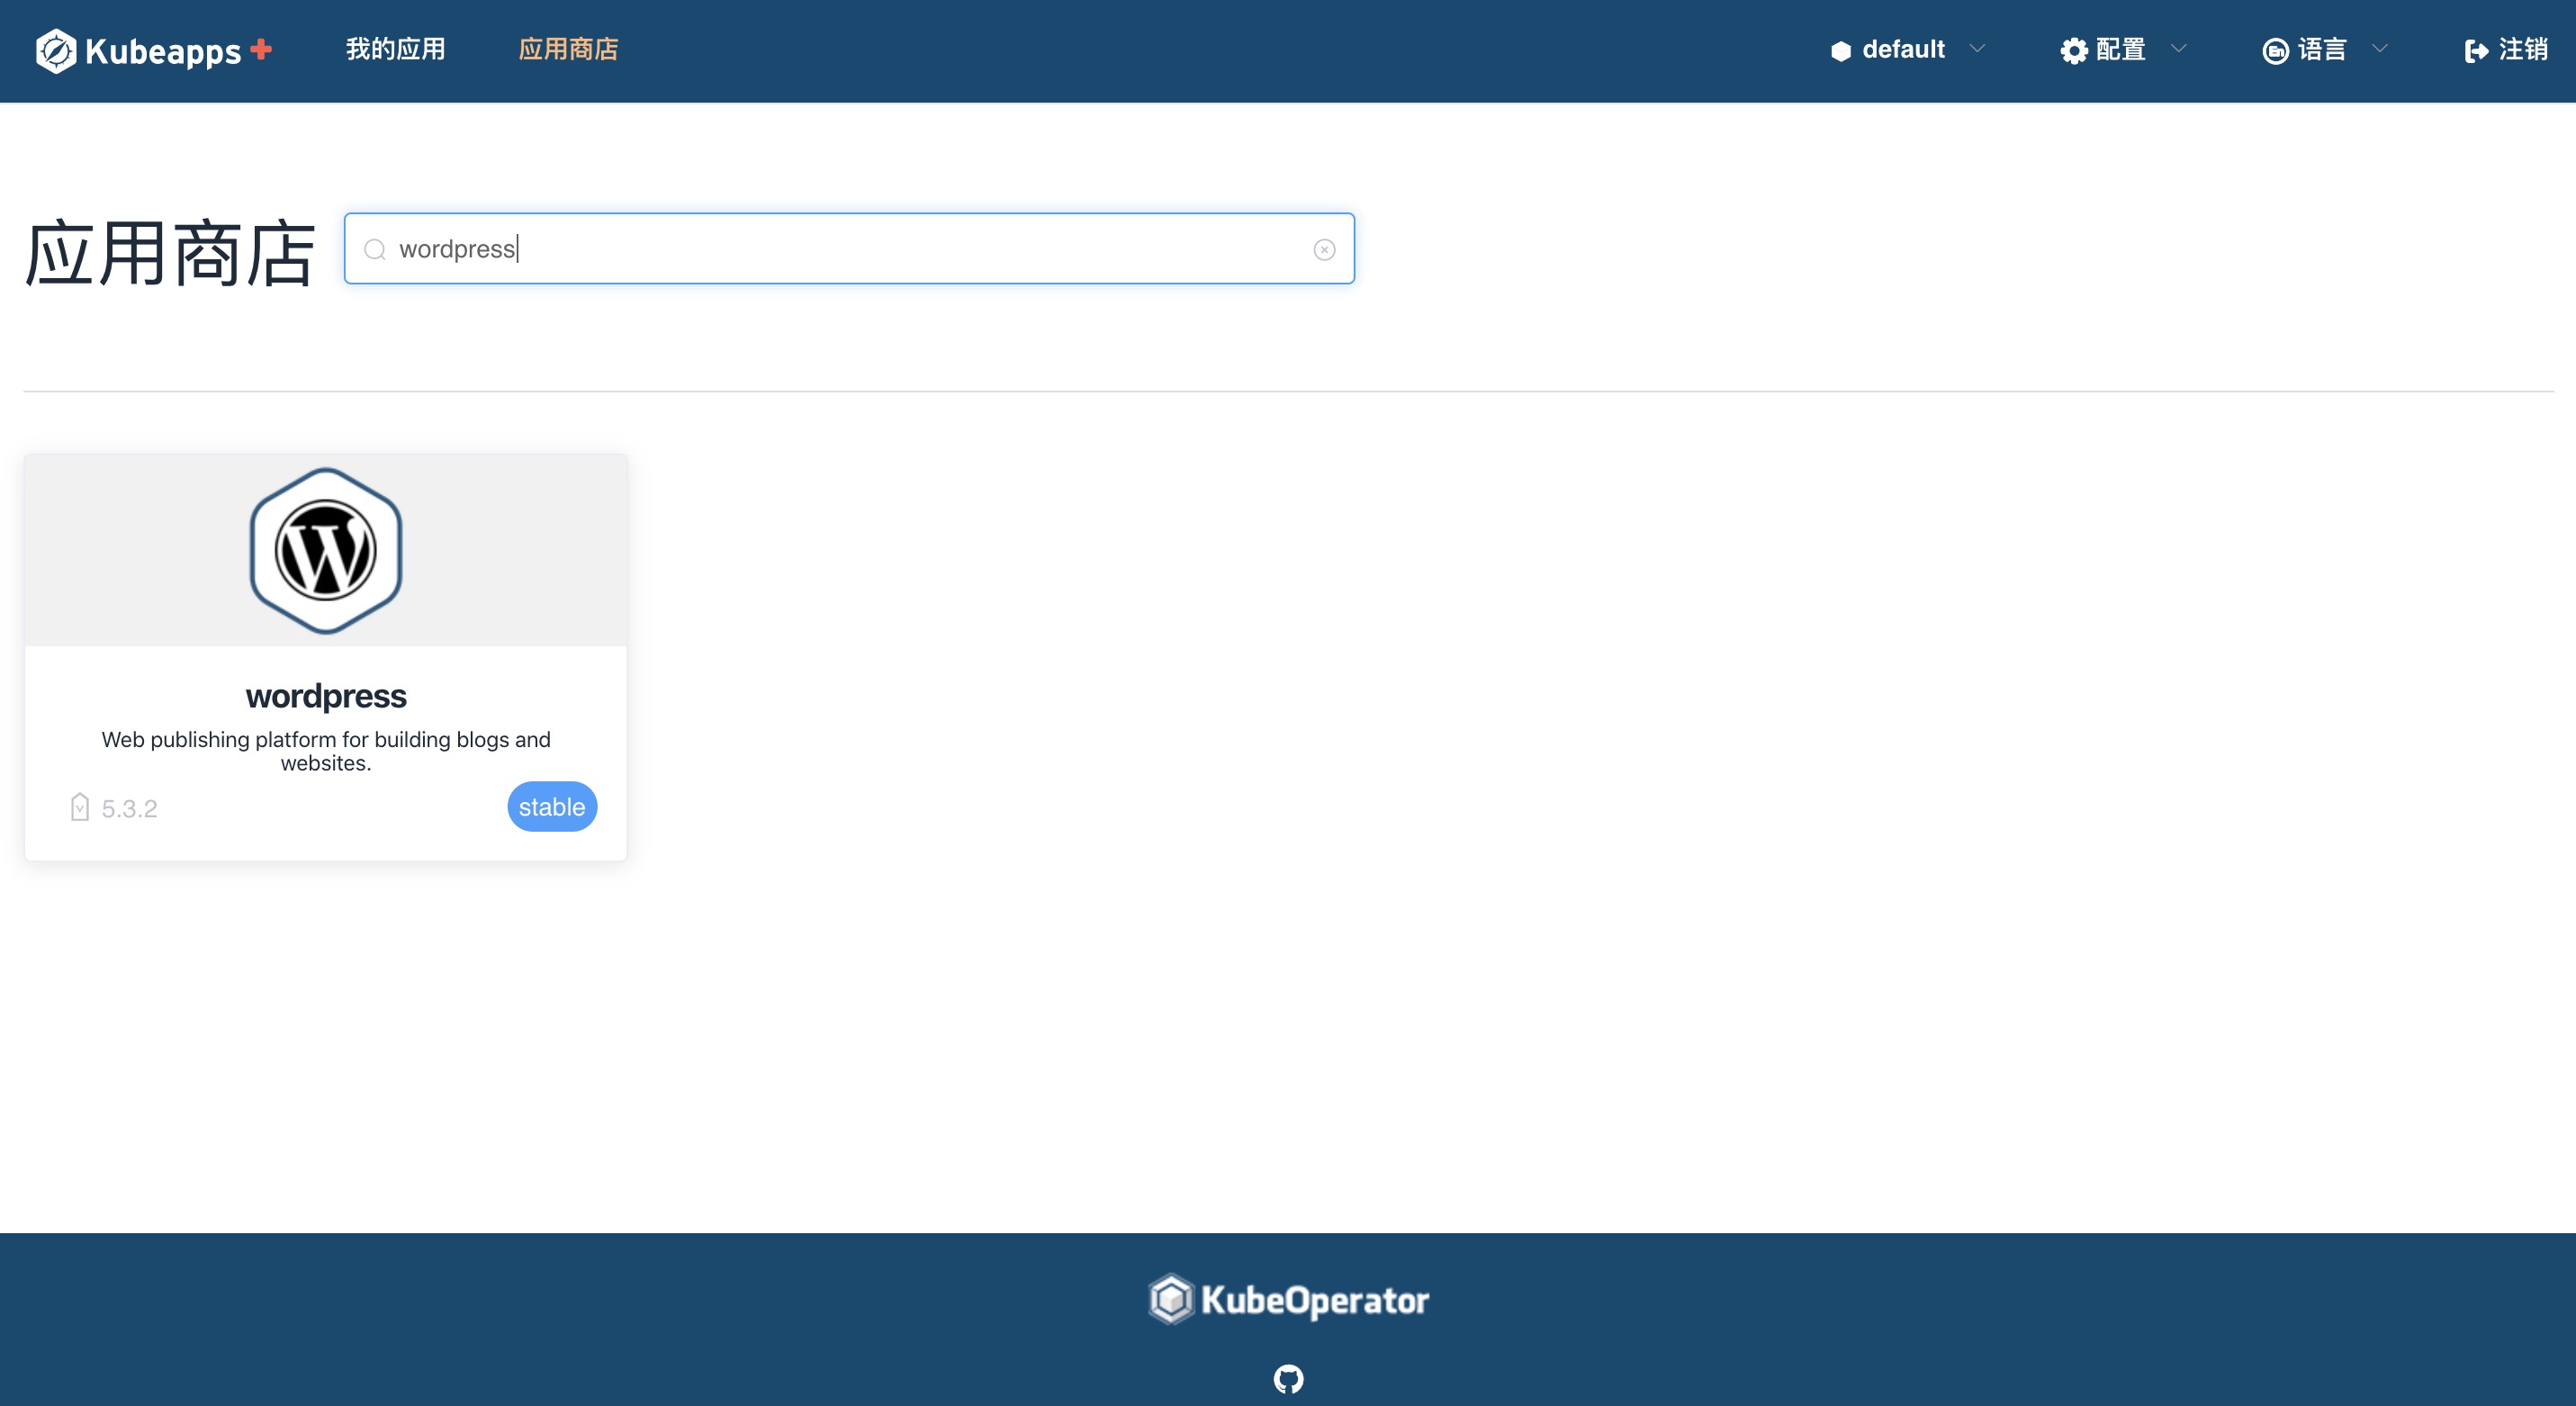 Kubeapps + 我的应用 应用商店 default 配置 语言 注销
应用商店 wordpress
wordpress
Web publishing platform for building blogs and
websites.
5.3.2 stable
KubeOperator